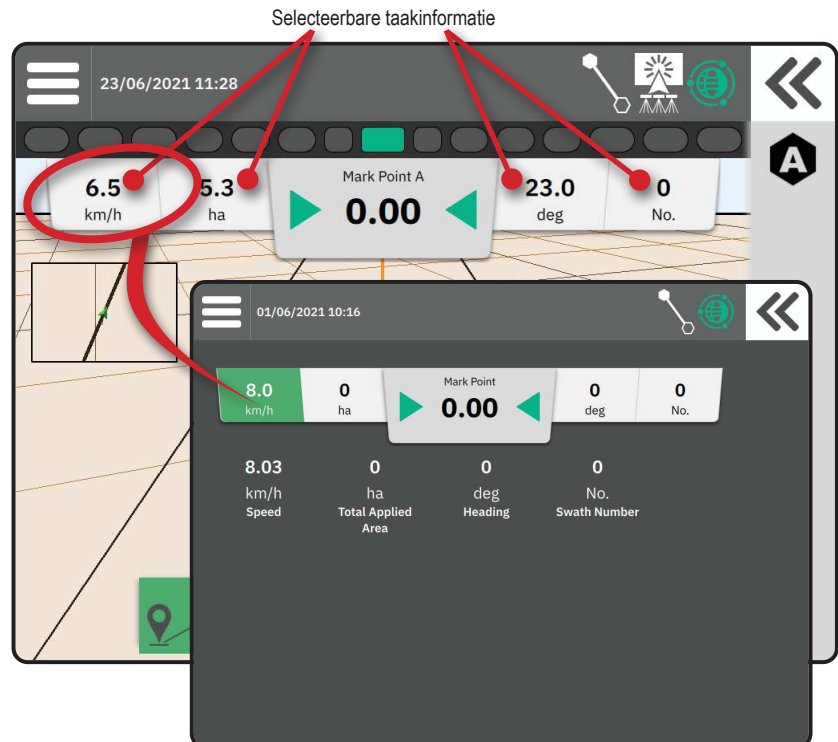 Selecteerbare taakinformatie
23/06/2021 11:28
A
6.5
km/h
5.3
ha
Mark Point A
0.00
23.0
deg
0
No.
01/06/2021 10:16
8.0
km/h
0
ha
Mark Point
0.00
0
deg
0
No.
8.03
km/h
Speed
0
ha
Total Applied
Area
0
deg
Heading
0
No.
Swath Number